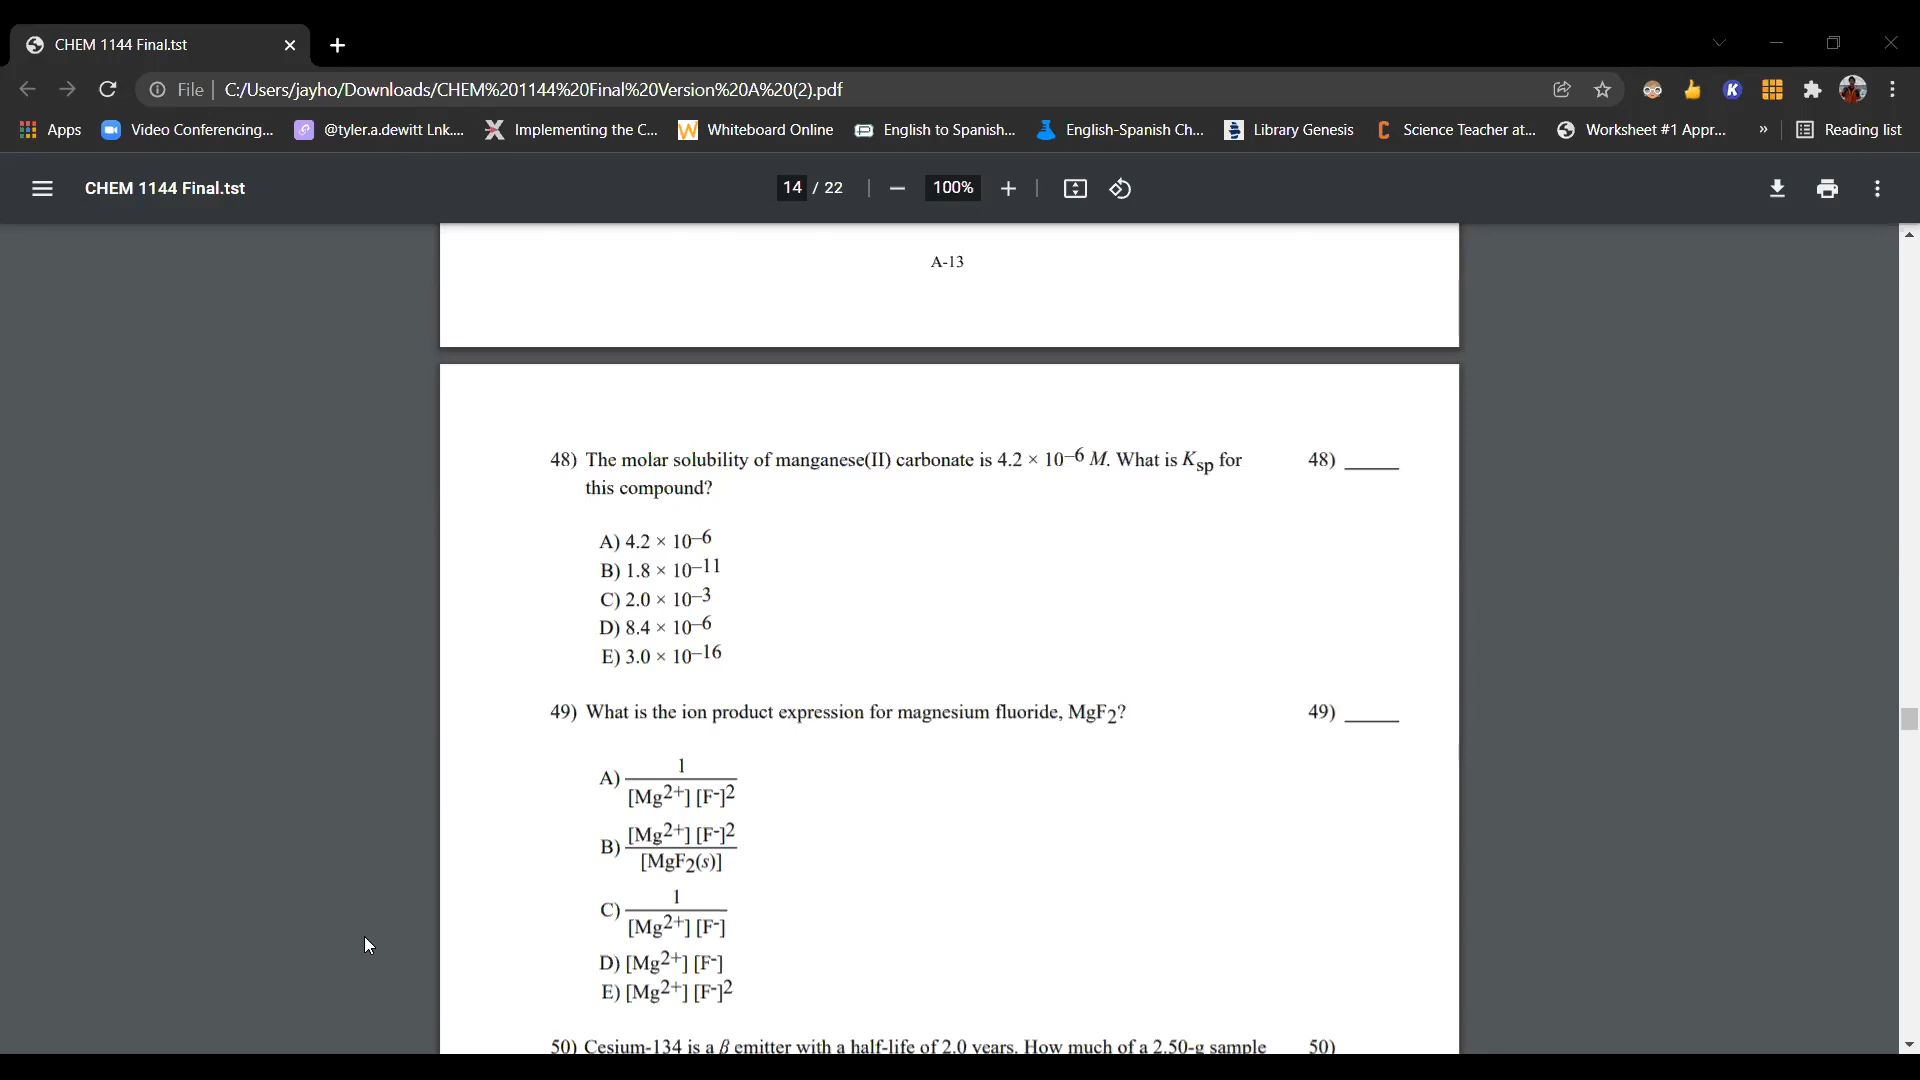 CHEM 1144 Final.tst
File | C:/Users/jayho/Downloads/CHEM%201144%20Final%20Version%20A%20(2).pdf
Apps Video Conferencing... @tyler.a.dewitt Lnk.... Implementing the C... Whiteboard Online English to Spanish... English-Spanish Ch... Library Genesis Science Teacher at... Worksheet #1 Appr... » Reading list
CHEM 1144 Final.tst 14 / 22 100%
A-13
48) The molar solubility of manganese(II) carbonate is 4.2 × 10⁻⁶ M. What is Ksp for 48) _____
this compound?
A) 4.2 × 10⁻⁶
B) 1.8 × 10⁻¹¹
C) 2.0 × 10⁻³
D) 8.4 × 10⁻⁶
E) 3.0 × 10⁻¹⁶
49) What is the ion product expression for magnesium fluoride, MgF₂? 49) _____
1
A)
[Mg²⁺] [F⁻]²
[Mg²⁺] [F⁻]²
B)
[MgF₂(s)]
1
C)
[Mg²⁺] [F⁻]
D) [Mg²⁺] [F⁻]
E) [Mg²⁺] [F⁻]²
50) Cesium-134 is a β emitter with a half-life of 2.0 years. How much of a 2.50-g sample 50)